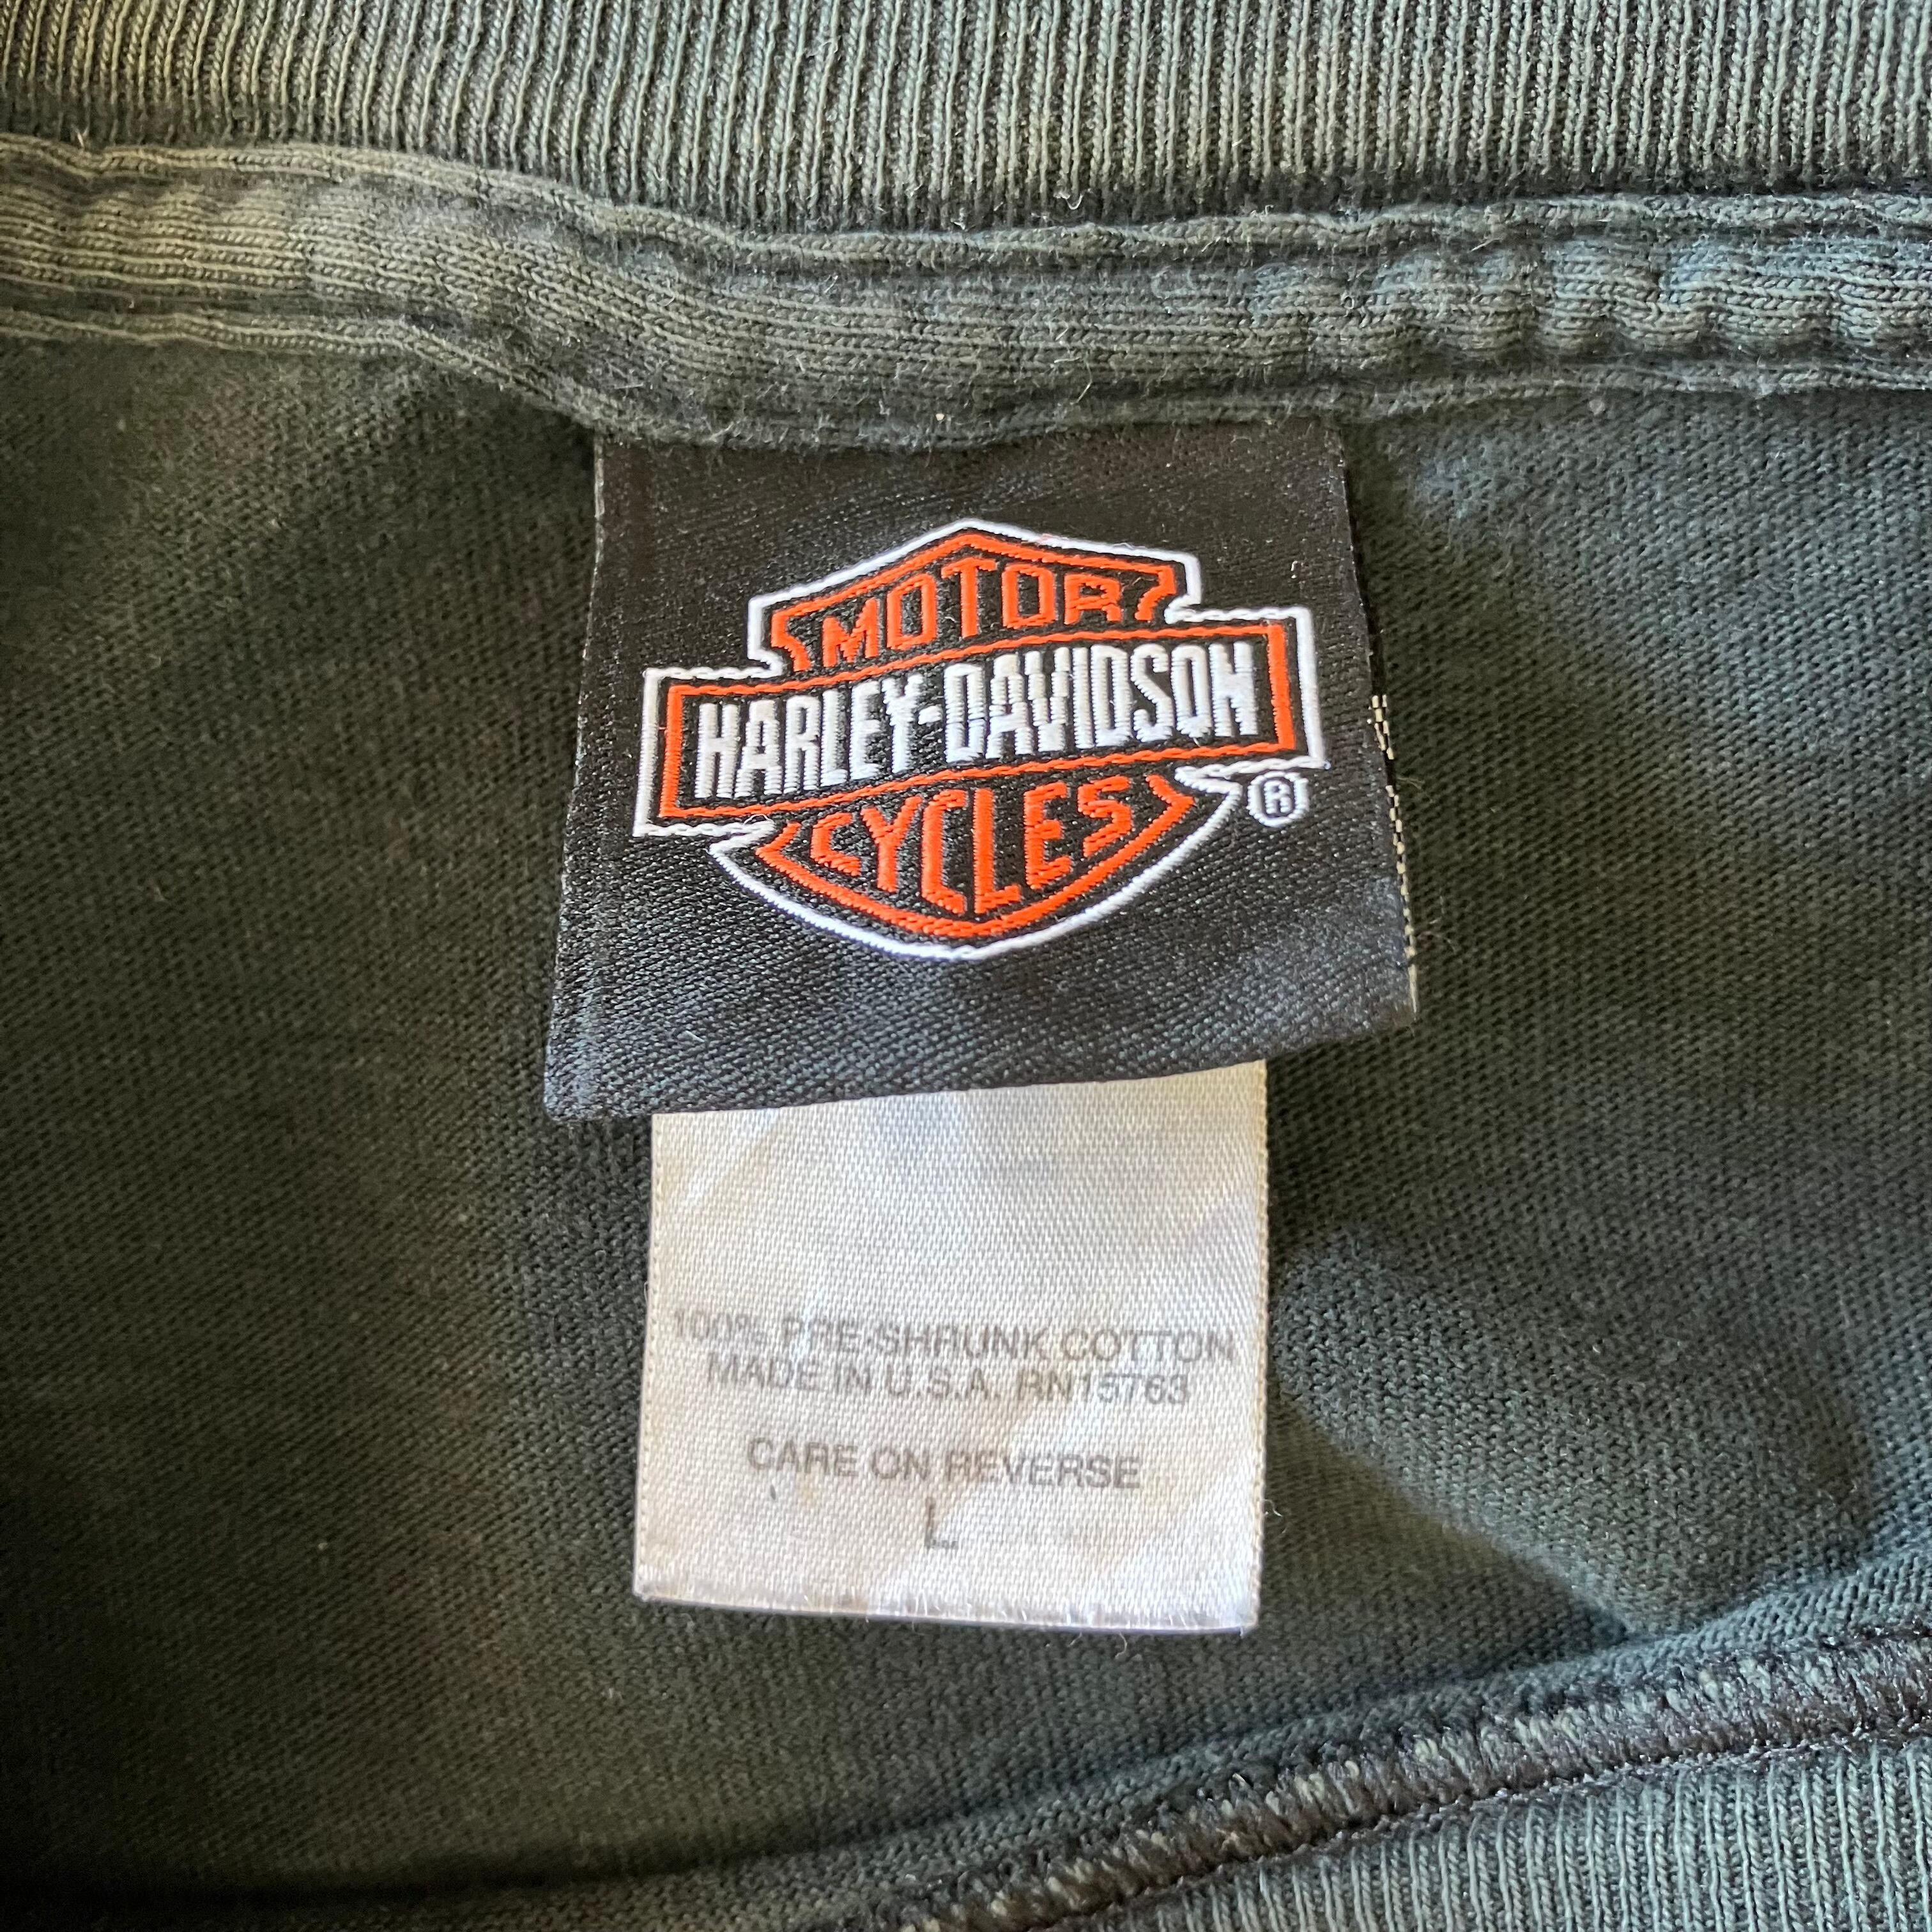 MOTOR
HARLEY-DAVIDSON
CYCLES
®
100% PRE-SHRUNK COTTON
MADE IN U.S.A. RN15763
CARE ON REVERSE
L